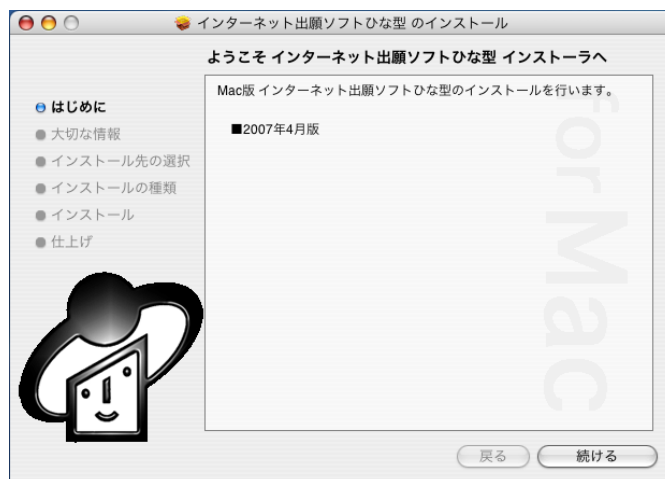 インターネット出願ソフトひな型 のインストール
ようこそ インターネット出願ソフトひな型 インストーラへ
はじめに
大切な情報
インストール先の選択
インストールの種類
インストール
仕上げ
Mac版 インターネット出願ソフトひな型のインストールを行います。
■2007年4月版
for Mac
戻る
続ける